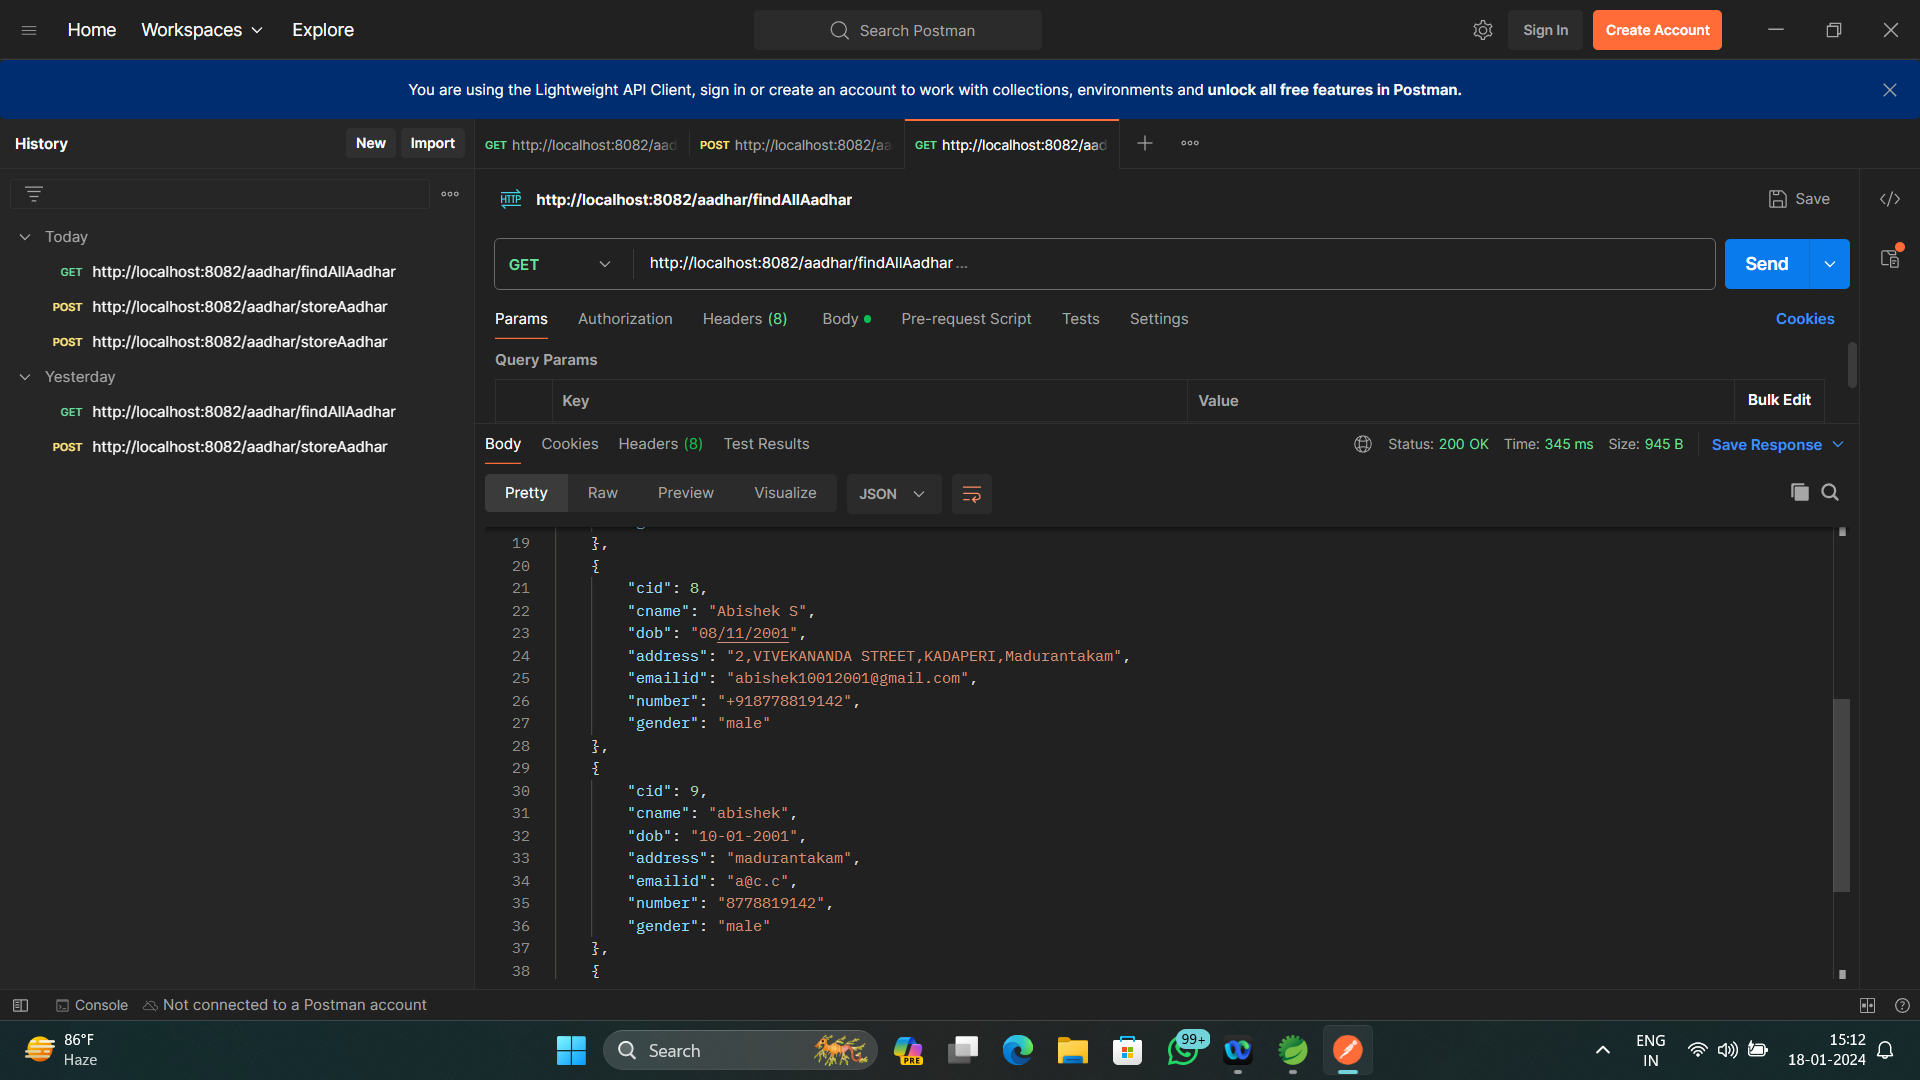 Home Workspaces Explore Search Postman Sign In Create Account
You are using the Lightweight API Client, sign in or create an account to work with collections, environments and unlock all free features in Postman.
History New Import
GET http://localhost:8082/aad POST http://localhost:8082/aa GET http://localhost:8082/aad
HTTP http://localhost:8082/aadhar/findAllAadhar Save
Today
GET http://localhost:8082/aadhar/findAllAadhar
POST http://localhost:8082/aadhar/storeAadhar
POST http://localhost:8082/aadhar/storeAadhar
Yesterday
GET http://localhost:8082/aadhar/findAllAadhar
POST http://localhost:8082/aadhar/storeAadhar
GET http://localhost:8082/aadhar/findAllAadhar ... Send
Params Authorization Headers (8) Body Pre-request Script Tests Settings Cookies
Query Params
Key Value Bulk Edit
Body Cookies Headers (8) Test Results Status: 200 OK Time: 345 ms Size: 945 B Save Response
Pretty Raw Preview Visualize JSON
19 },
20 {
21 "cid": 8,
22 "cname": "Abishek S",
23 "dob": "08/11/2001",
24 "address": "2,VIVEKANANDA STREET,KADAPERI,Madurantakam",
25 "emailid": "abishek10012001@gmail.com",
26 "number": "+918778819142",
27 "gender": "male"
28 },
29 {
30 "cid": 9,
31 "cname": "abishek",
32 "dob": "10-01-2001",
33 "address": "madurantakam",
34 "emailid": "a@c.c",
35 "number": "8778819142",
36 "gender": "male"
37 },
38 {
Console Not connected to a Postman account
86°F
Haze
Search
PRE
99+
ENG
IN
15:12
18-01-2024